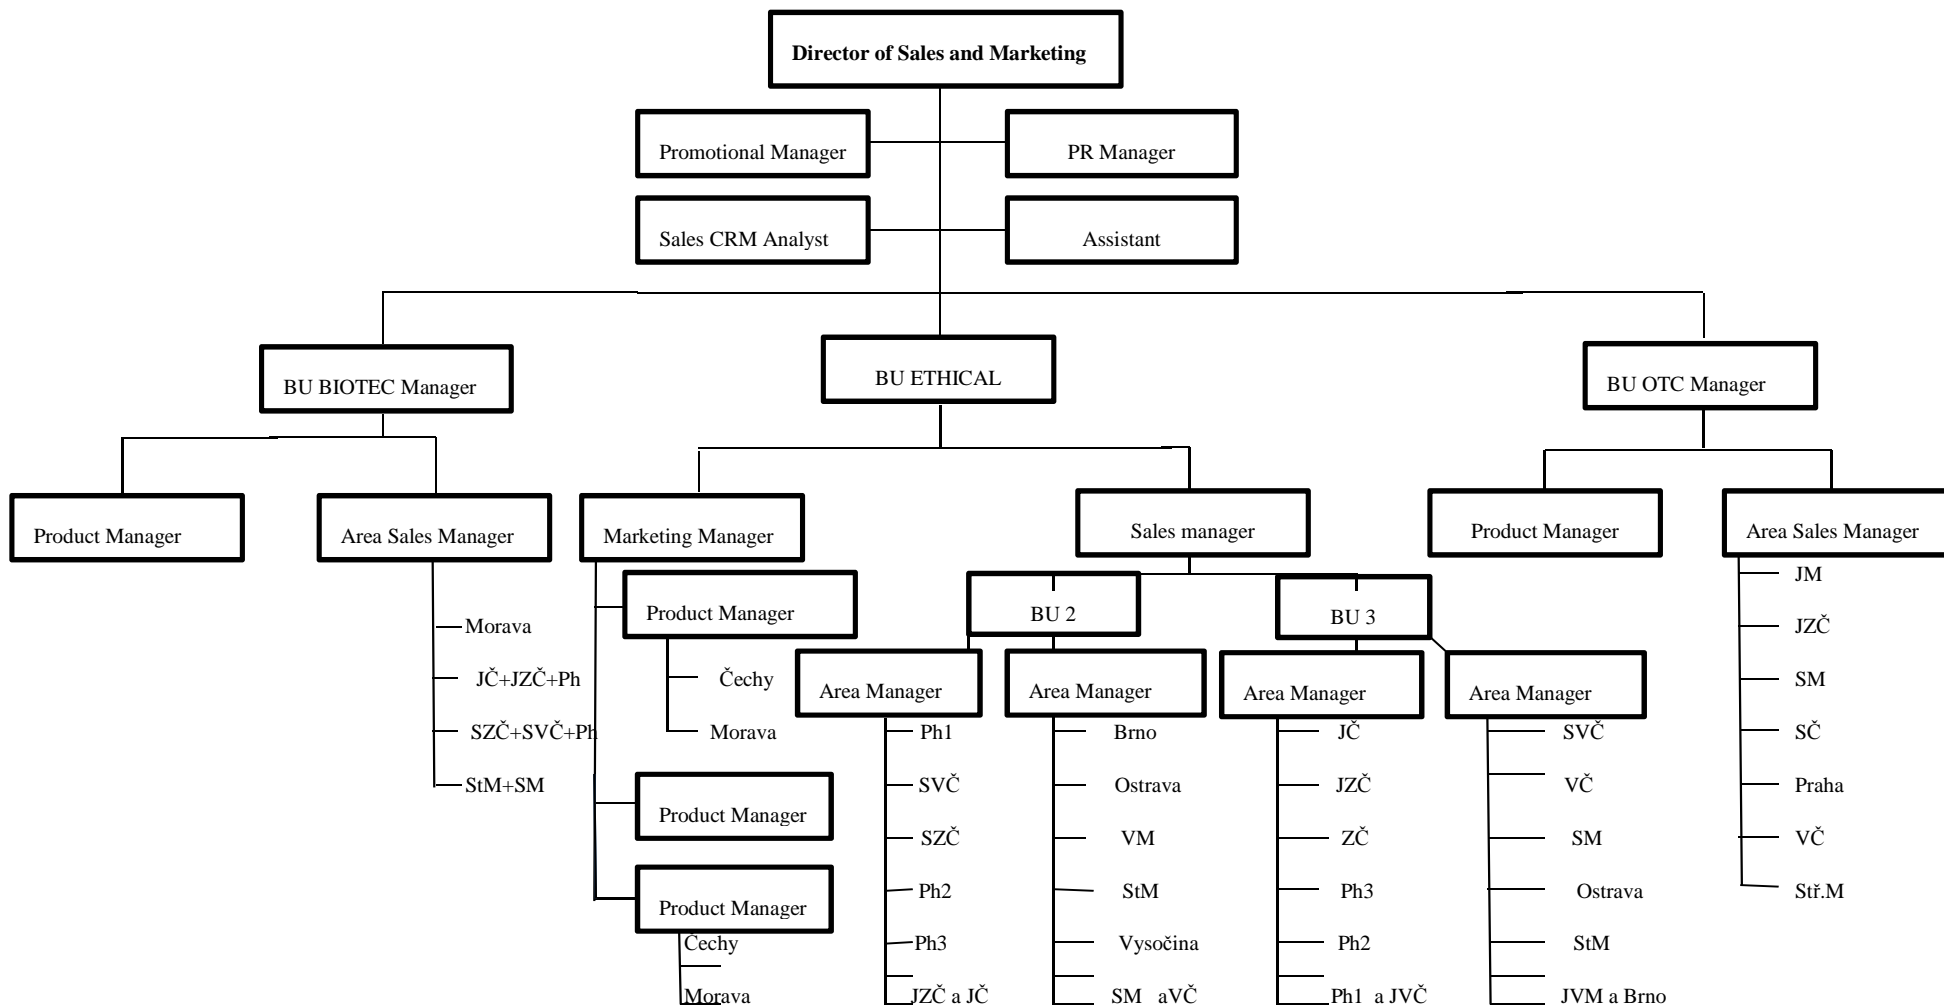 Director of Sales and Marketing
Promotional Manager
PR Manager
Sales CRM Analyst
Assistant
BU BIOTEC Manager
BU ETHICAL
BU OTC Manager
Product Manager
Area Sales Manager
Morava
JČ+JZČ+Ph
SZČ+SVČ+Ph
StM+SM
Marketing Manager
Product Manager
Čechy
Morava
Product Manager
Product Manager
Čechy
Morava
Sales manager
BU 2
Area Manager
Ph1
SVČ
SZČ
Ph2
Ph3
JZČ a JČ
Area Manager
Brno
Ostrava
VM
StM
Vysočina
SM aVČ
BU 3
Area Manager
JČ
JZČ
ZČ
Ph3
Ph2
Ph1 a JVČ
Area Manager
SVČ
VČ
SM
Ostrava
StM
JVM a Brno
Product Manager
Area Sales Manager
JM
JZČ
SM
SČ
Praha
VČ
Stř.M